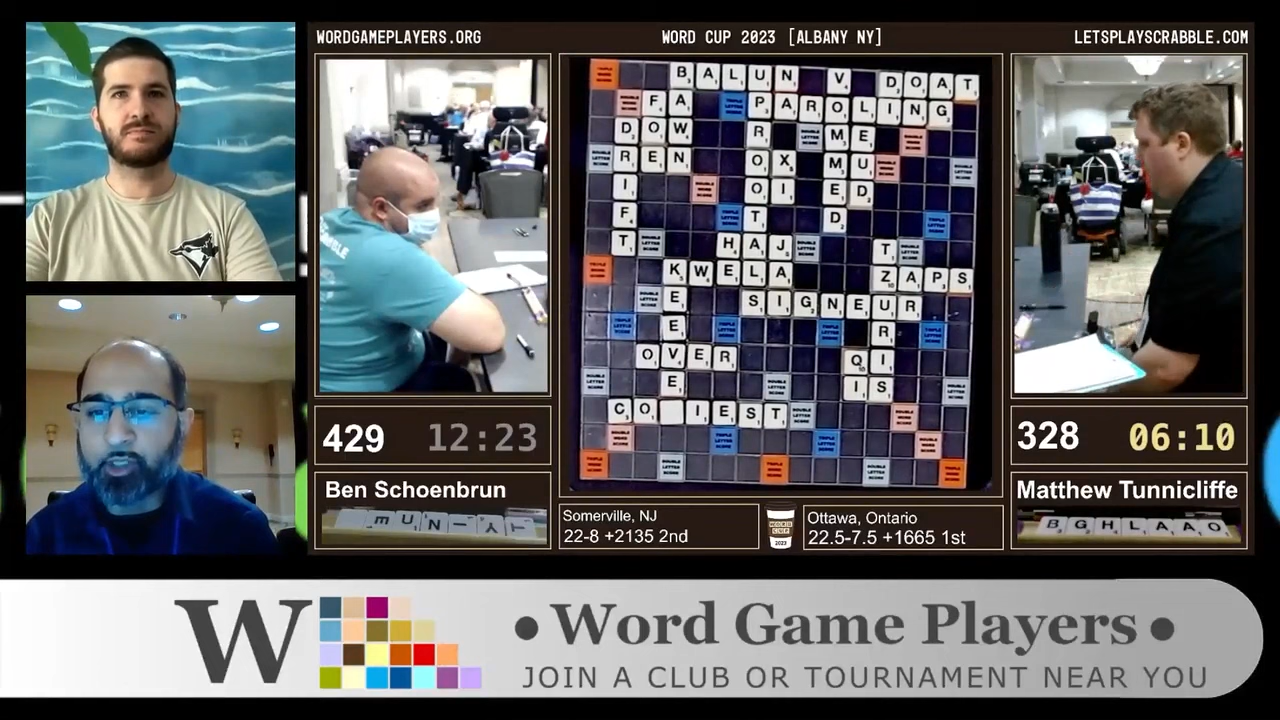 WORDGAMEPLAYERS.ORG
WORD CUP 2023 [ALBANY NY]
LETSPLAYSCRABBLE.COM
BALUN V DOAT
FA PAROLING
DOW R M E
REN OX M U
I OI E D
F T D
T HAJ T
KWELA ZAPS
E SIGNEUR
E R
OVER QI
E IS
CO IEST
429
12:23
328
06:10
Ben Schoenbrun
Matthew Tunnicliffe
Somerville, NJ
22-8 +2135 2nd
Ottawa, Ontario
22.5-7.5 +1665 1st
BGHLAAO
W
• Word Game Players •
JOIN A CLUB OR TOURNAMENT NEAR YOU